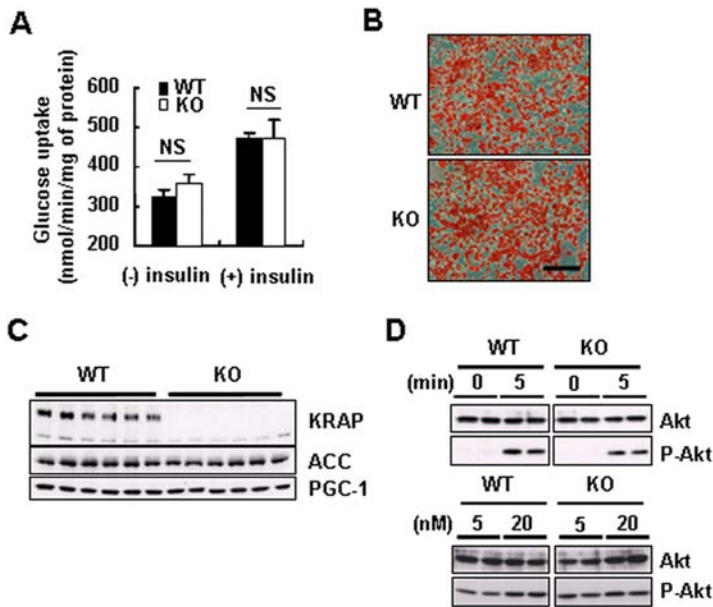 A
Glucose uptake
(nmol/min/mg of protein)
600
500
400
300
200
WT
KO
NS
NS
(-) insulin (+) insulin
B
WT
KO
C
WT KO
KRAP
ACC
PGC-1
D
WT KO
(min) 0 5 0 5
Akt
P-Akt
WT KO
(nM) 5 20 5 20
Akt
P-Akt